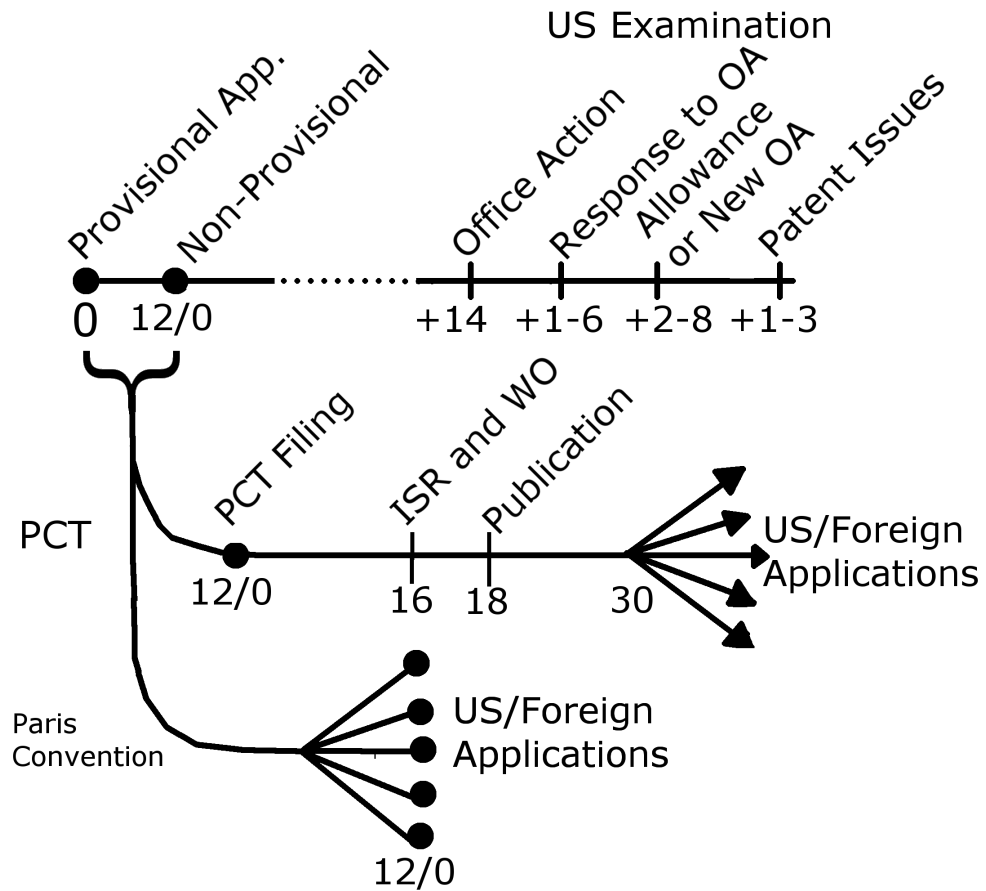 US Examination
Provisional App.
Non-Provisional
Office Action
Response to OA
Allowance
or New OA
Patent Issues
0
12/0
+14
+1-6
+2-8
+1-3
PCT
PCT Filing
ISR and WO
Publication
12/0
16
18
30
US/Foreign
Applications
Paris
Convention
US/Foreign
Applications
12/0